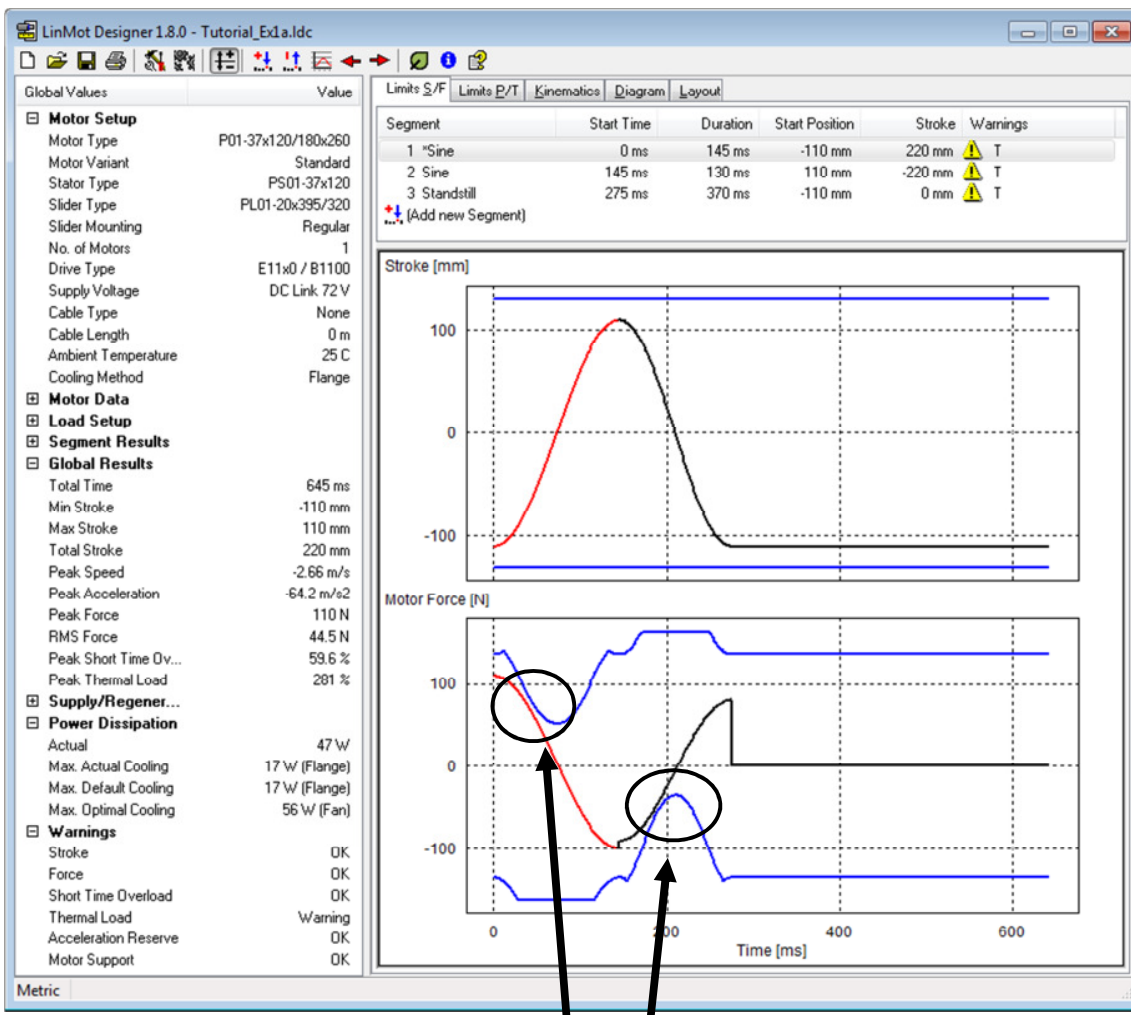 LinMot Designer 1.8.0 - Tutorial_Ex1a.ldc
Global Values Value
Motor Setup
Motor Type P01-37x120/180x260
Motor Variant Standard
Stator Type PS01-37x120
Slider Type PL01-20x395/320
Slider Mounting Regular
No. of Motors 1
Drive Type E11x0 / B1100
Supply Voltage DC Link 72 V
Cable Type None
Cable Length 0 m
Ambient Temperature 25 C
Cooling Method Flange
Motor Data
Load Setup
Segment Results
Global Results
Total Time 645 ms
Min Stroke -110 mm
Max Stroke 110 mm
Total Stroke 220 mm
Peak Speed -2.66 m/s
Peak Acceleration -64.2 m/s2
Peak Force 110 N
RMS Force 44.5 N
Peak Short Time Ov... 59.6 %
Peak Thermal Load 281 %
Supply/Regener...
Power Dissipation
Actual 47 W
Max. Actual Cooling 17 W (Flange)
Max. Default Cooling 17 W (Flange)
Max. Optimal Cooling 56 W (Fan)
Warnings
Stroke OK
Force OK
Short Time Overload OK
Thermal Load Warning
Acceleration Reserve OK
Motor Support OK
Metric
Limits S/F Limits P/T Kinematics Diagram Layout
Segment Start Time Duration Start Position Stroke Warnings
1 *Sine 0 ms 145 ms -110 mm 220 mm T
2 Sine 145 ms 130 ms 110 mm -220 mm T
3 Standstill 275 ms 370 ms -110 mm 0 mm T
(Add new Segment)
Stroke [mm]
100
0
-100
Motor Force [N]
100
0
-100
0 200 400 600
Time [ms]